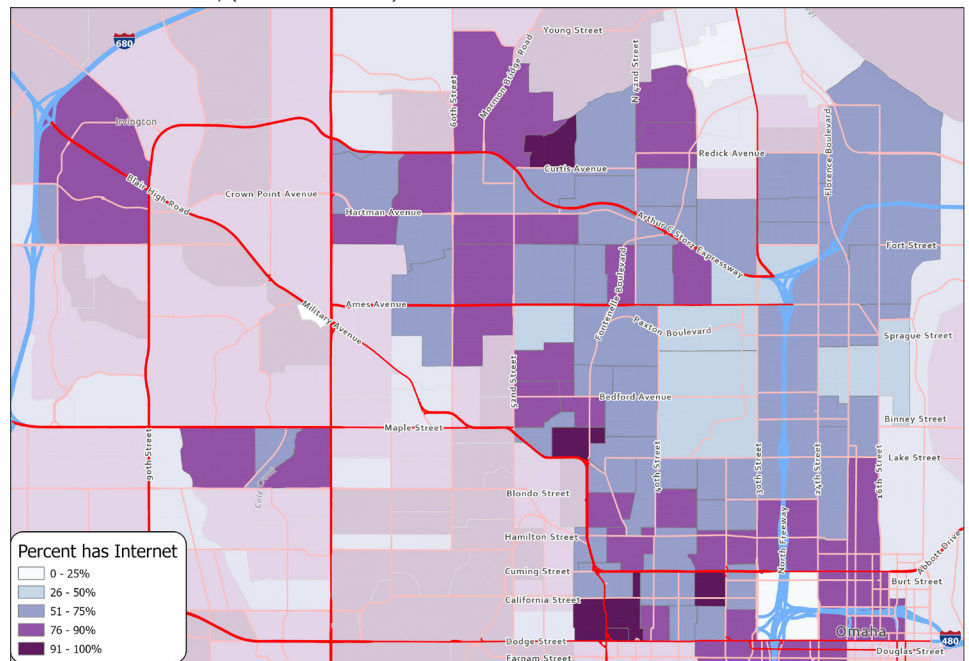 680
Young Street
Mormon Bridge Road
60th Street
N 42nd Street
Irvington
Redick Avenue
Florence Boulevard
Curtis Avenue
Blair High Road
Crown Point Avenue
Hartman Avenue
Arthur C Storz Expressway
Fort Street
Fontenelle Boulevard
Ames Avenue
Military Avenue
Paxton Boulevard
Sprague Street
52nd Street
Bedford Avenue
Binney Street
Maple Street
90th Street
Cole Creek
40th Street
30th Street
24th Street
16th Street
Lake Street
Blondo Street
North Freeway
Hamilton Street
Abbott Drive
Cuming Street
Burt Street
California Street
Omaha
Dodge Street
480
Douglas Street
Farnam Street
Percent has Internet
0 - 25%
26 - 50%
51 - 75%
76 - 90%
91 - 100%